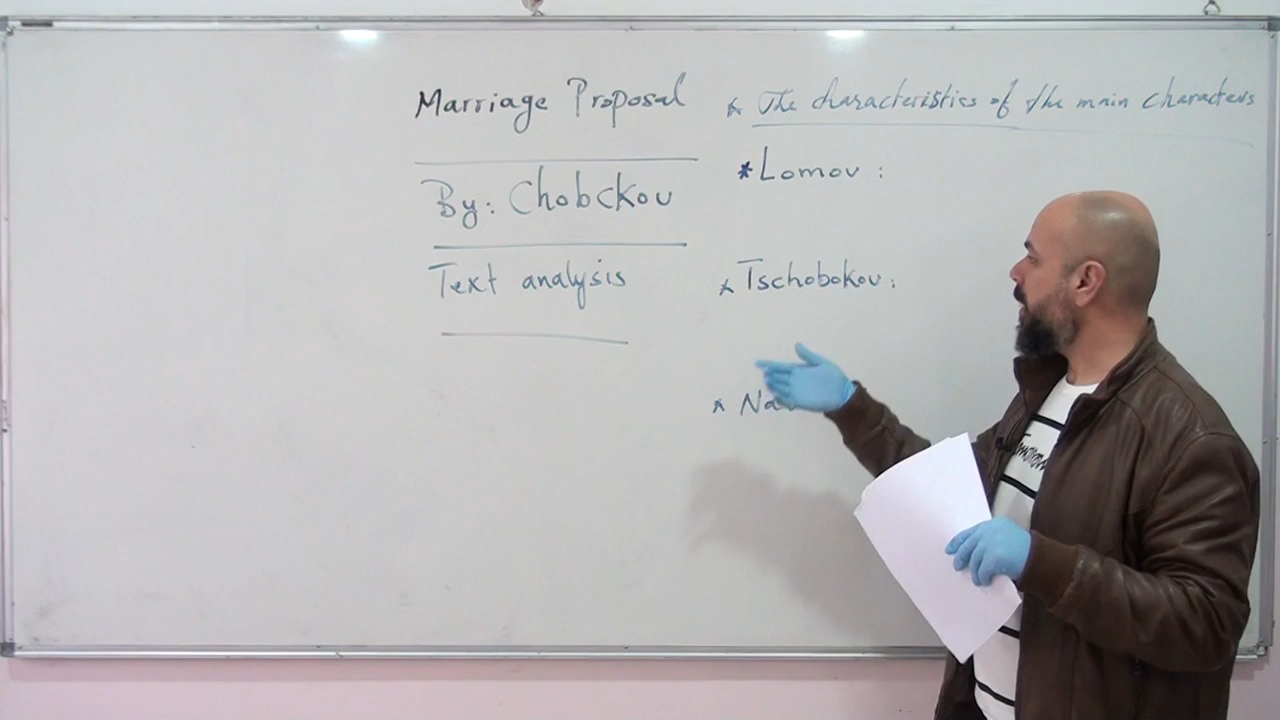 Marriage Proposal
By: Chobckov
Text analysis
* The characteristics of the main characters
* Lomov :
* Tschobokov :
* Na